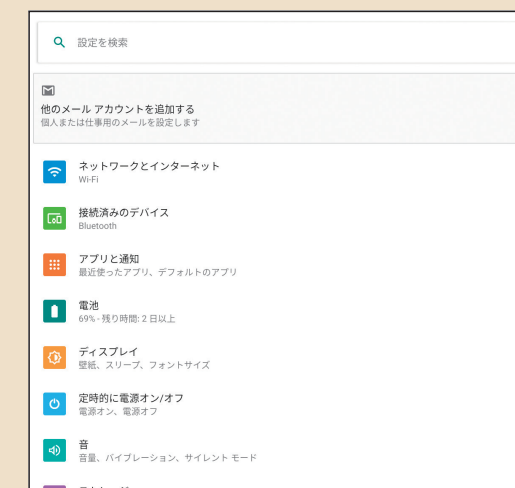 設定を検索
他のメール アカウントを追加する
個人または仕事用のメールを設定します
ネットワークとインターネット
Wi-Fi
接続済みのデバイス
Bluetooth
アプリと通知
最近使ったアプリ、デフォルトのアプリ
電池
69% - 残り時間: 2 日以上
ディスプレイ
壁紙、スリープ、フォントサイズ
定時的に電源オン/オフ
電源オン、電源オフ
音
音量、バイブレーション、サイレント モード